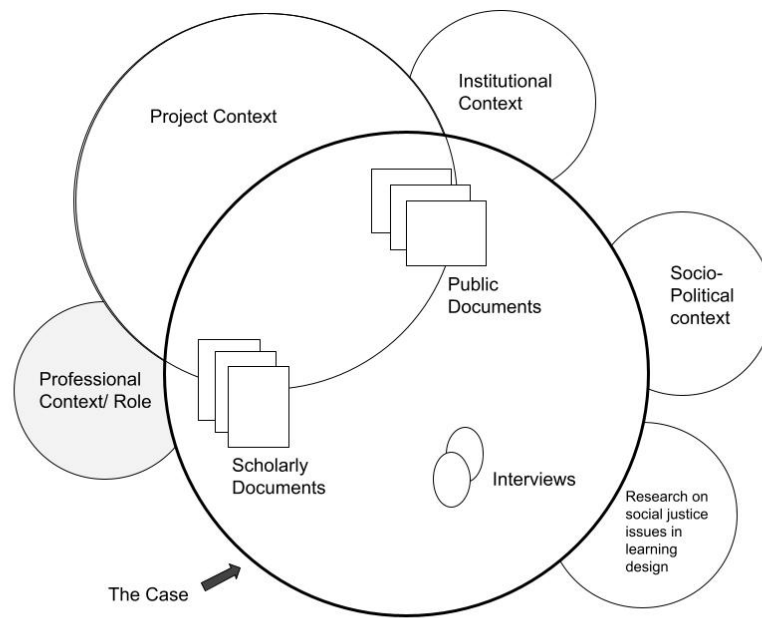 Project Context
Institutional
Context
Public
Documents
Socio-
Political
context
Professional
Context/ Role
Scholarly
Documents
Interviews
Research on
social justice
issues in
learning
design
The Case